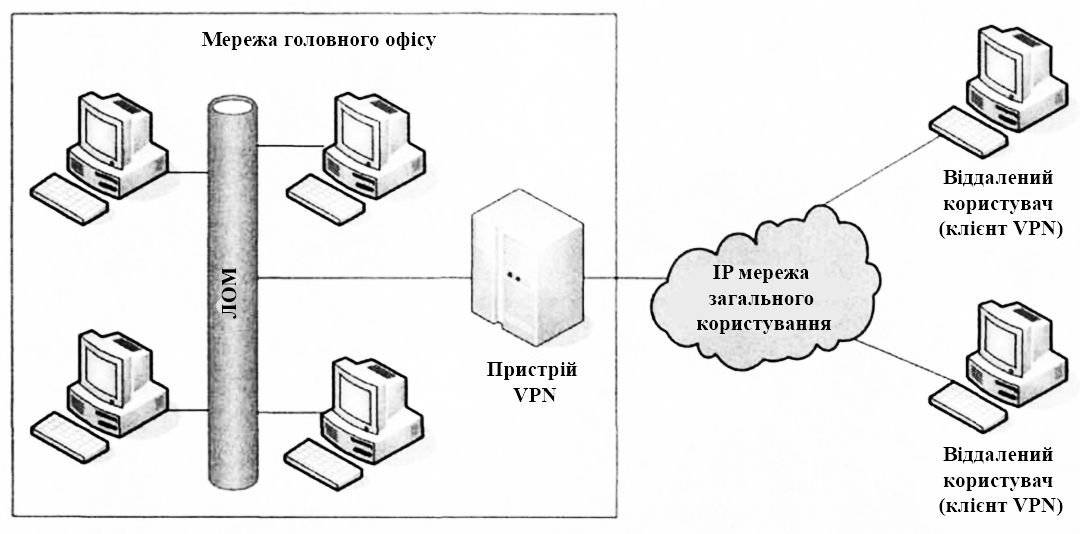 Мережа головного офісу
ЛОМ
Пристрій
VPN
IP мережа
загального
користування
Віддалений
користувач
(клієнт VPN)
Віддалений
користувач
(клієнт VPN)